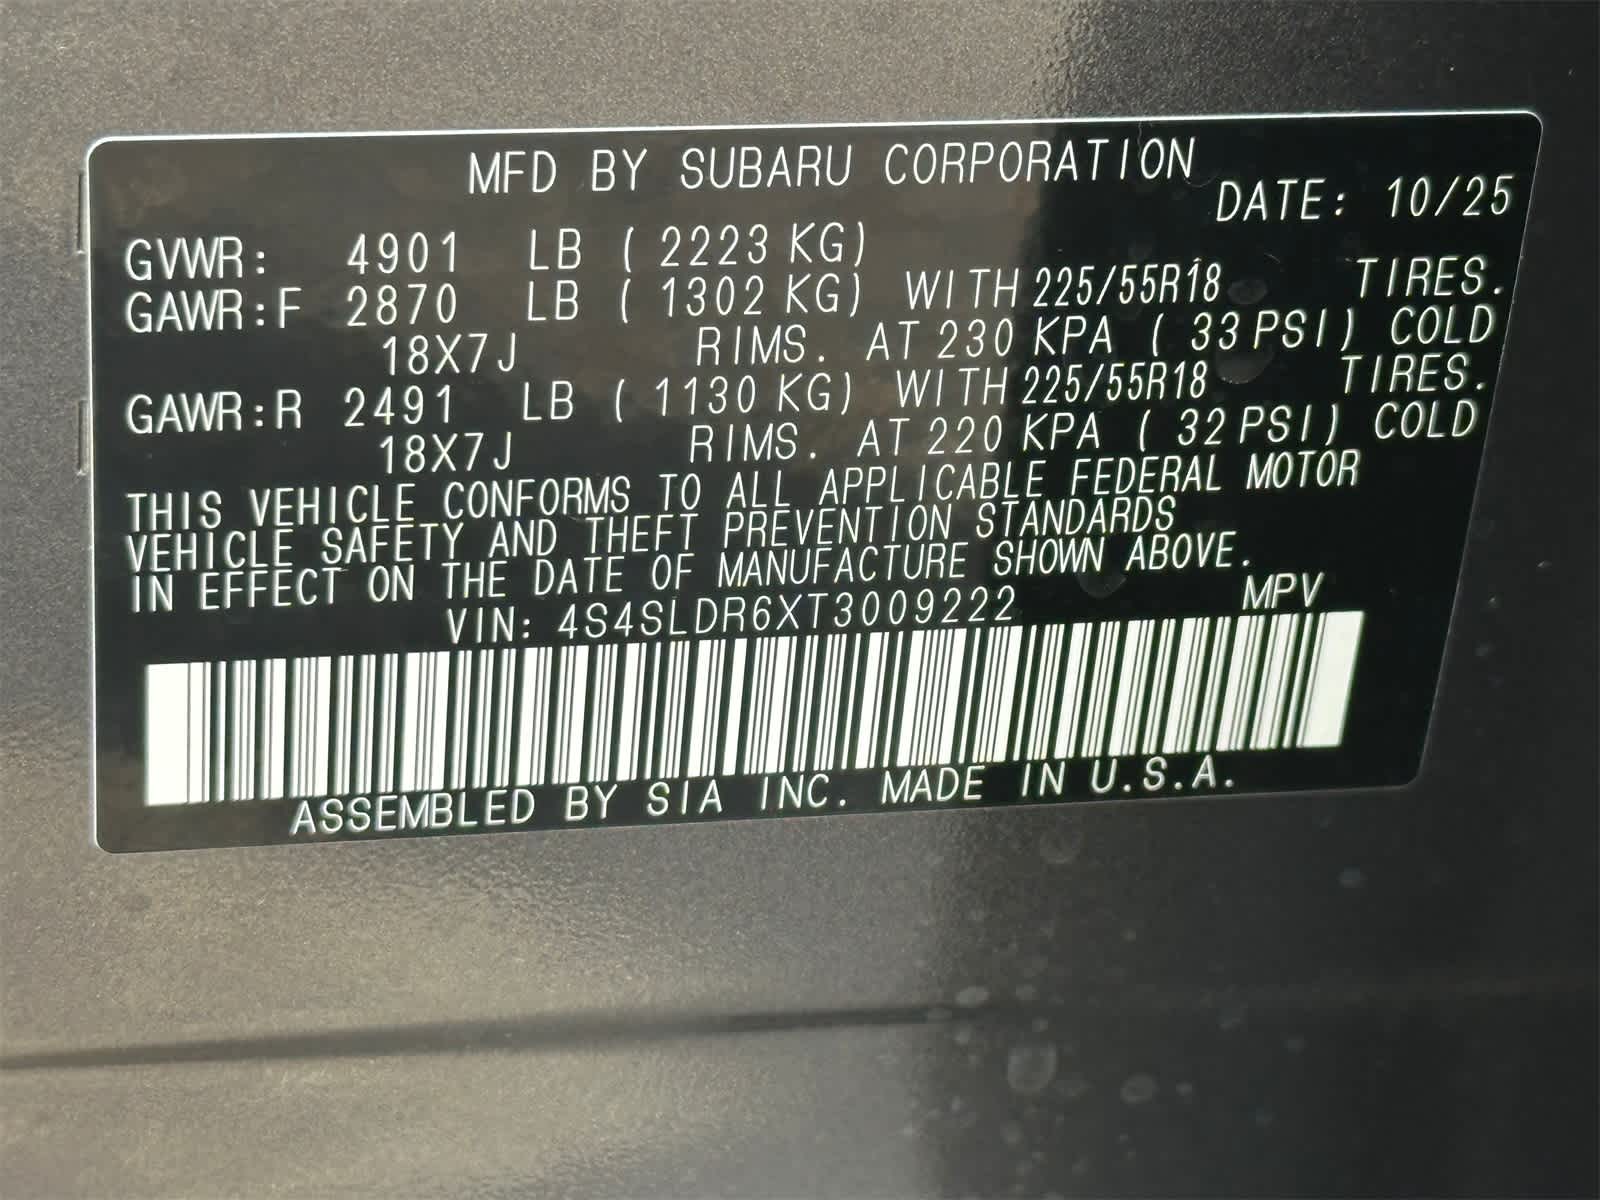 MFD BY SUBARU CORPORATION
DATE: 10/25
GVWR: 4901 LB ( 2223 KG)
GAWR:F 2870 LB ( 1302 KG) WITH 225/55R18 TIRES.
18X7J RIMS. AT 230 KPA ( 33 PSI) COLD
GAWR:R 2491 LB ( 1130 KG) WITH 225/55R18 TIRES.
18X7J RIMS. AT 220 KPA ( 32 PSI) COLD
THIS VEHICLE CONFORMS TO ALL APPLICABLE FEDERAL MOTOR
VEHICLE SAFETY AND THEFT PREVENTION STANDARDS
IN EFFECT ON THE DATE OF MANUFACTURE SHOWN ABOVE.
VIN: 4S4SLDR6XT3009222 MPV
ASSEMBLED BY SIA INC. MADE IN U.S.A.